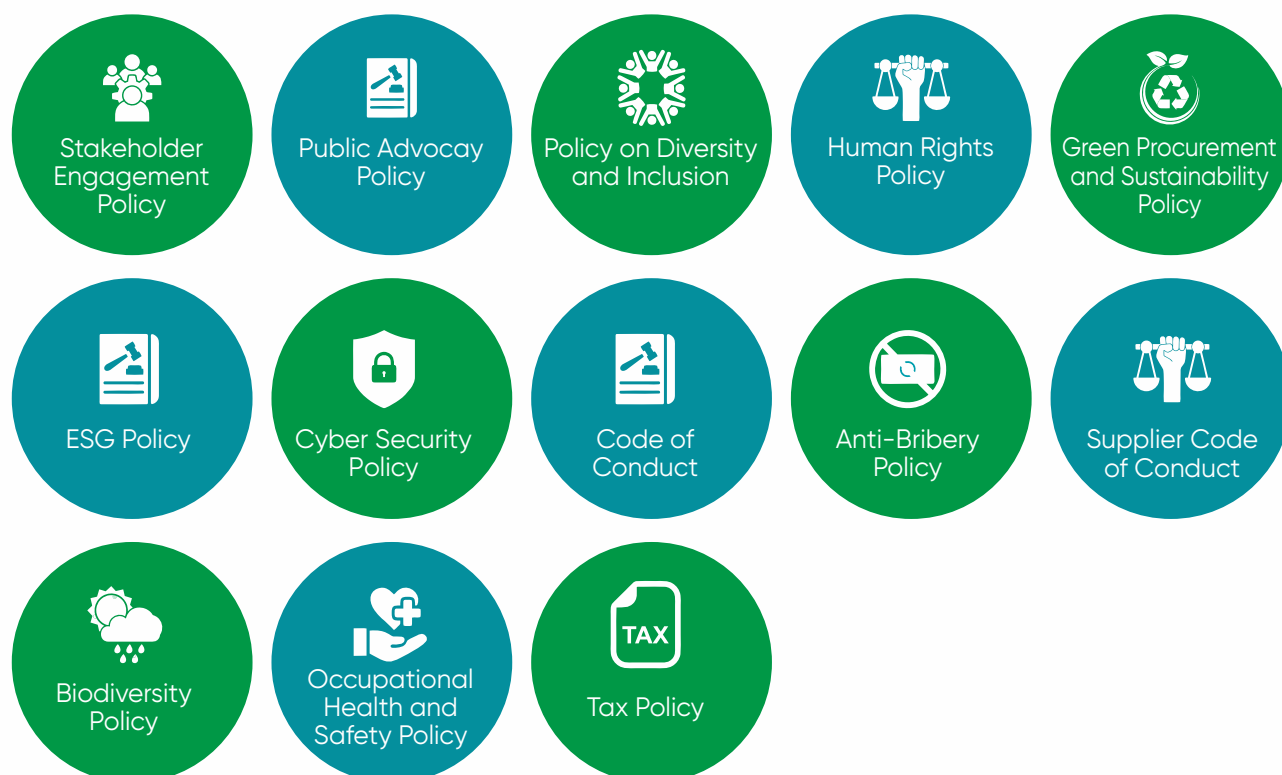 Stakeholder
Engagement
Policy
Public Advocay
Policy
Policy on Diversity
and Inclusion
Human Rights
Policy
Green Procurement
and Sustainability
Policy
ESG Policy
Cyber Security
Policy
Code of
Conduct
Anti-Bribery
Policy
Supplier Code
of Conduct
Biodiversity
Policy
Occupational
Health and
Safety Policy
TAX
Tax Policy